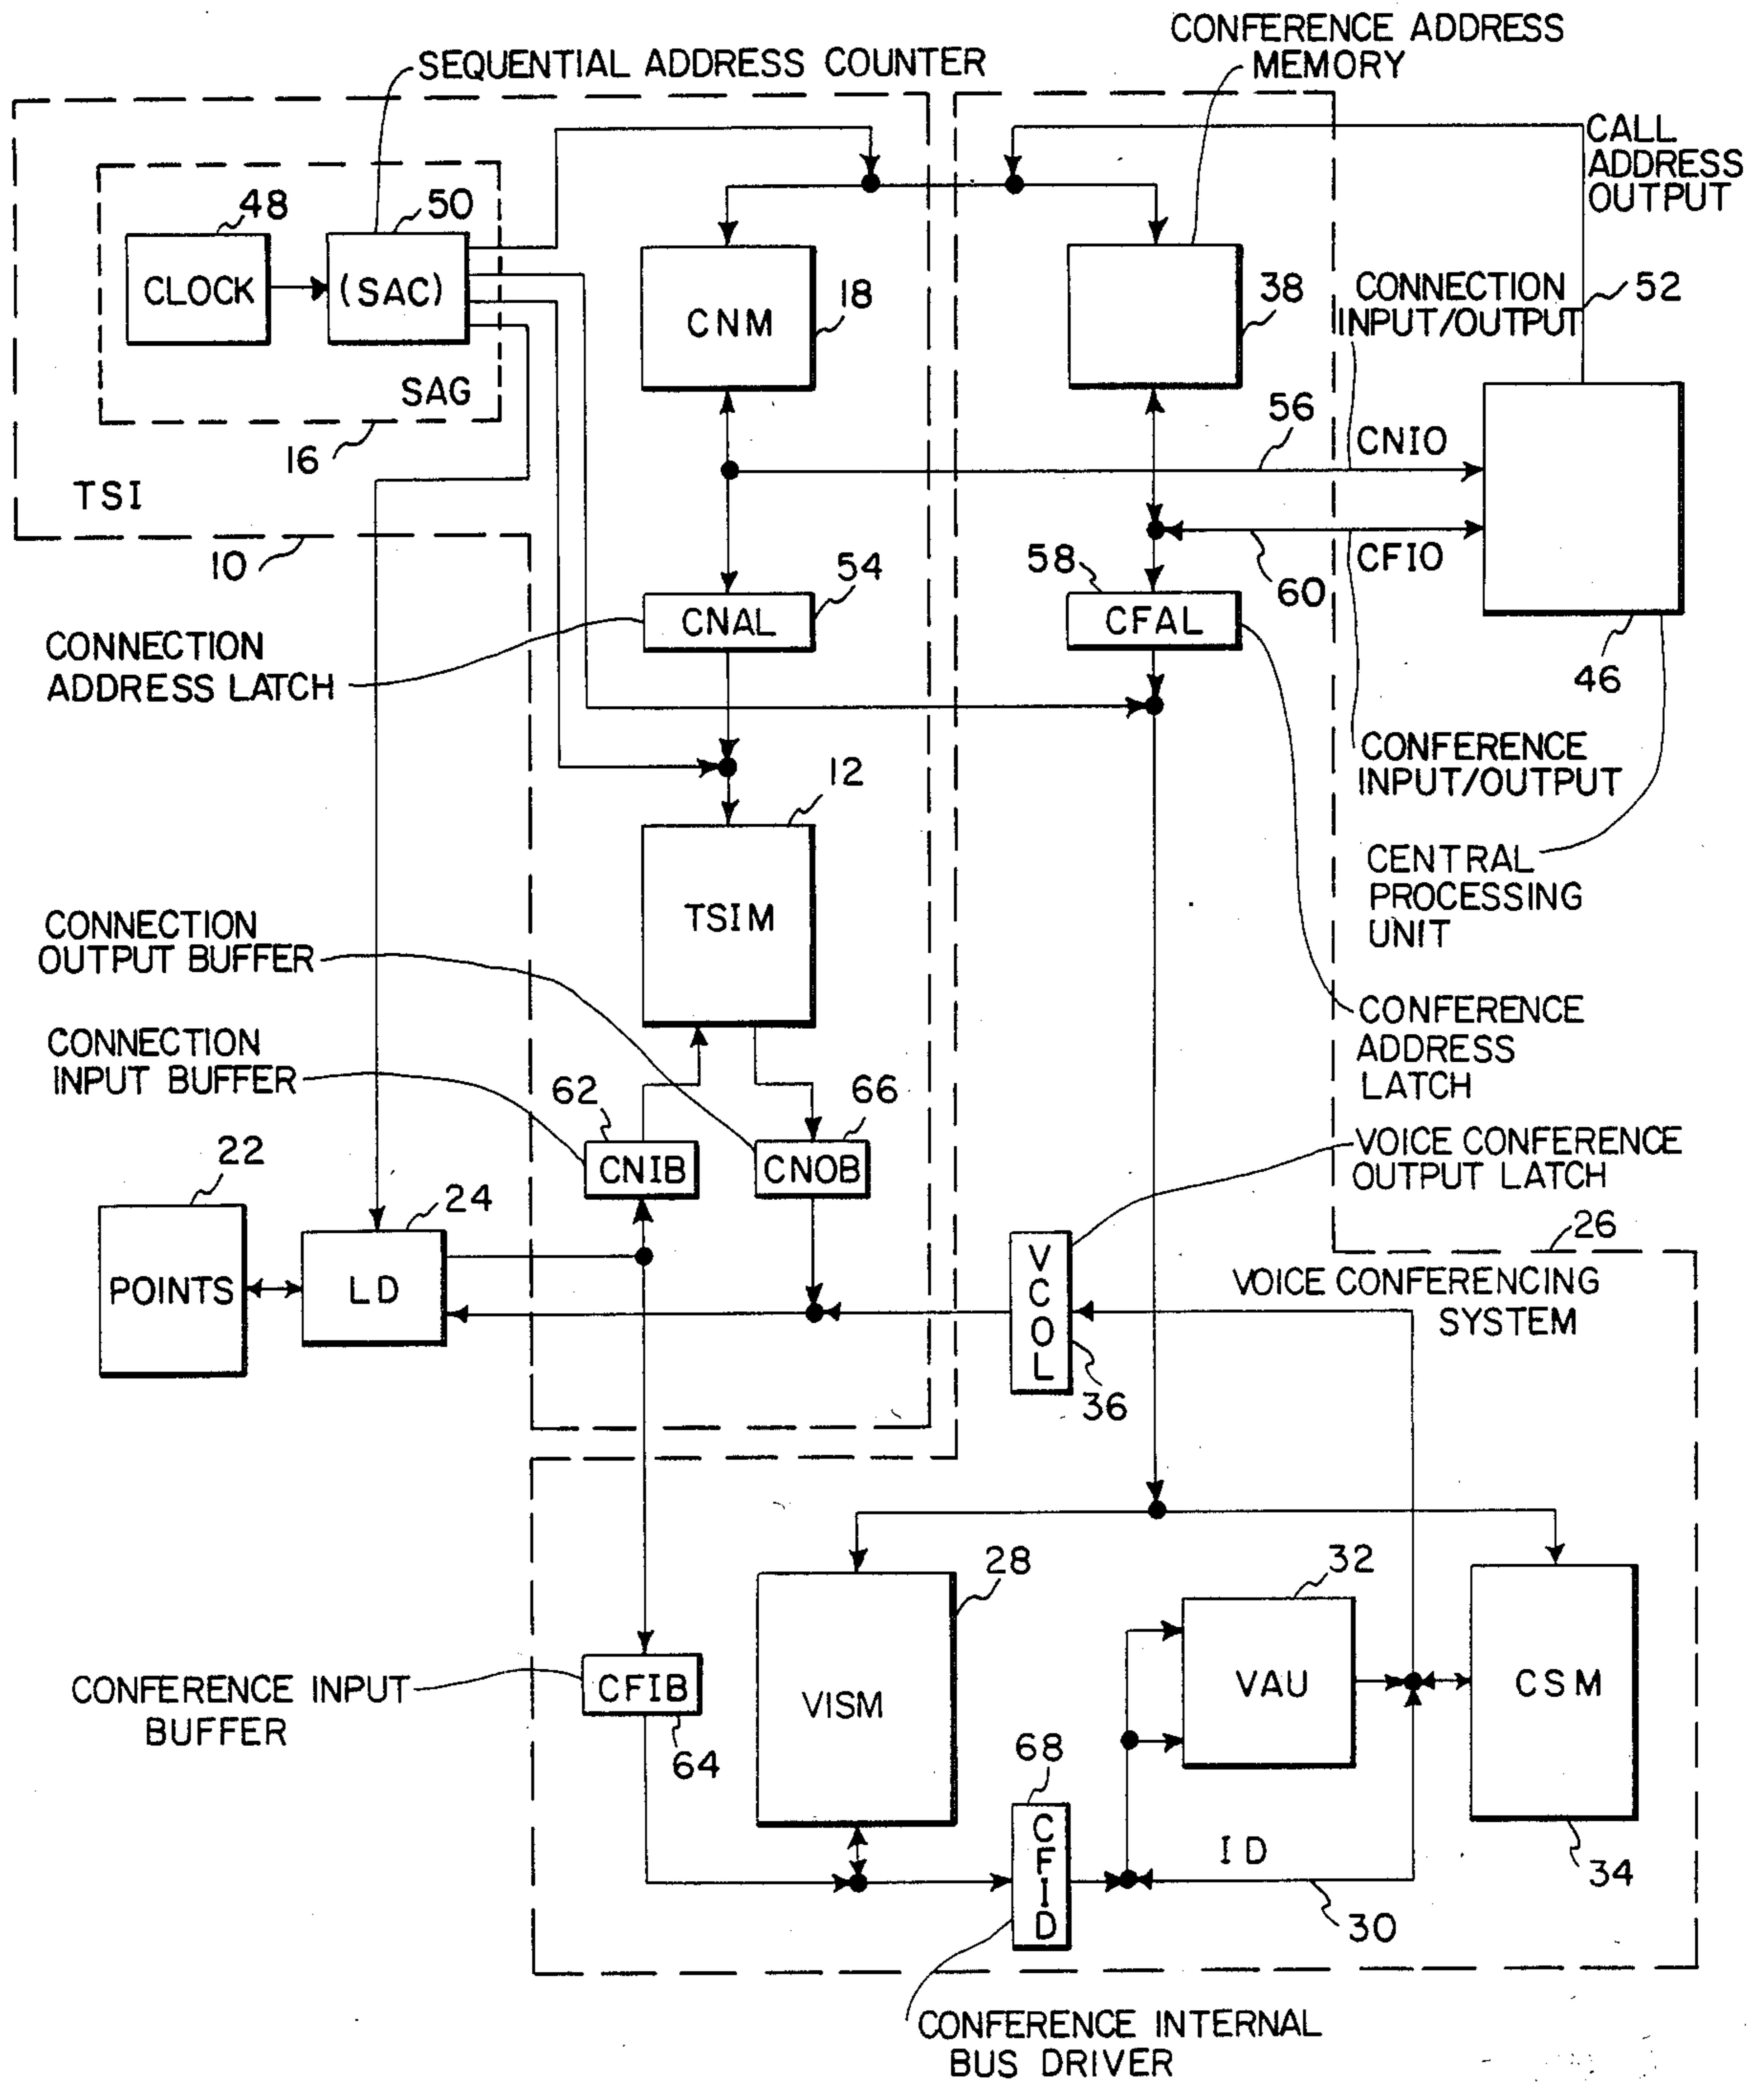 CONFERENCE ADDRESS
MEMORY
SEQUENTIAL ADDRESS COUNTER
CALL
ADDRESS
OUTPUT
48
50
CLOCK
(SAC)
SAG
16
TSI
10
CNM
18
38
CONNECTION
INPUT/OUTPUT
52
56
CNIO
CFIO
60
46
58
CFAL
54
CNAL
CONNECTION
ADDRESS LATCH
CONFERENCE
INPUT/OUTPUT
12
TSIM
CENTRAL
PROCESSING
UNIT
CONNECTION
OUTPUT BUFFER
CONFERENCE
ADDRESS
LATCH
CONNECTION
INPUT BUFFER
62
66
CNIB
CNOB
VOICE CONFERENCE
OUTPUT LATCH
22
24
POINTS
LD
VCOL
36
26
VOICE CONFERENCING
SYSTEM
28
32
CONFERENCE INPUT
BUFFER
CFIB
64
VISM
VAU
CSM
68
CFID
ID
34
30
CONFERENCE INTERNAL
BUS DRIVER